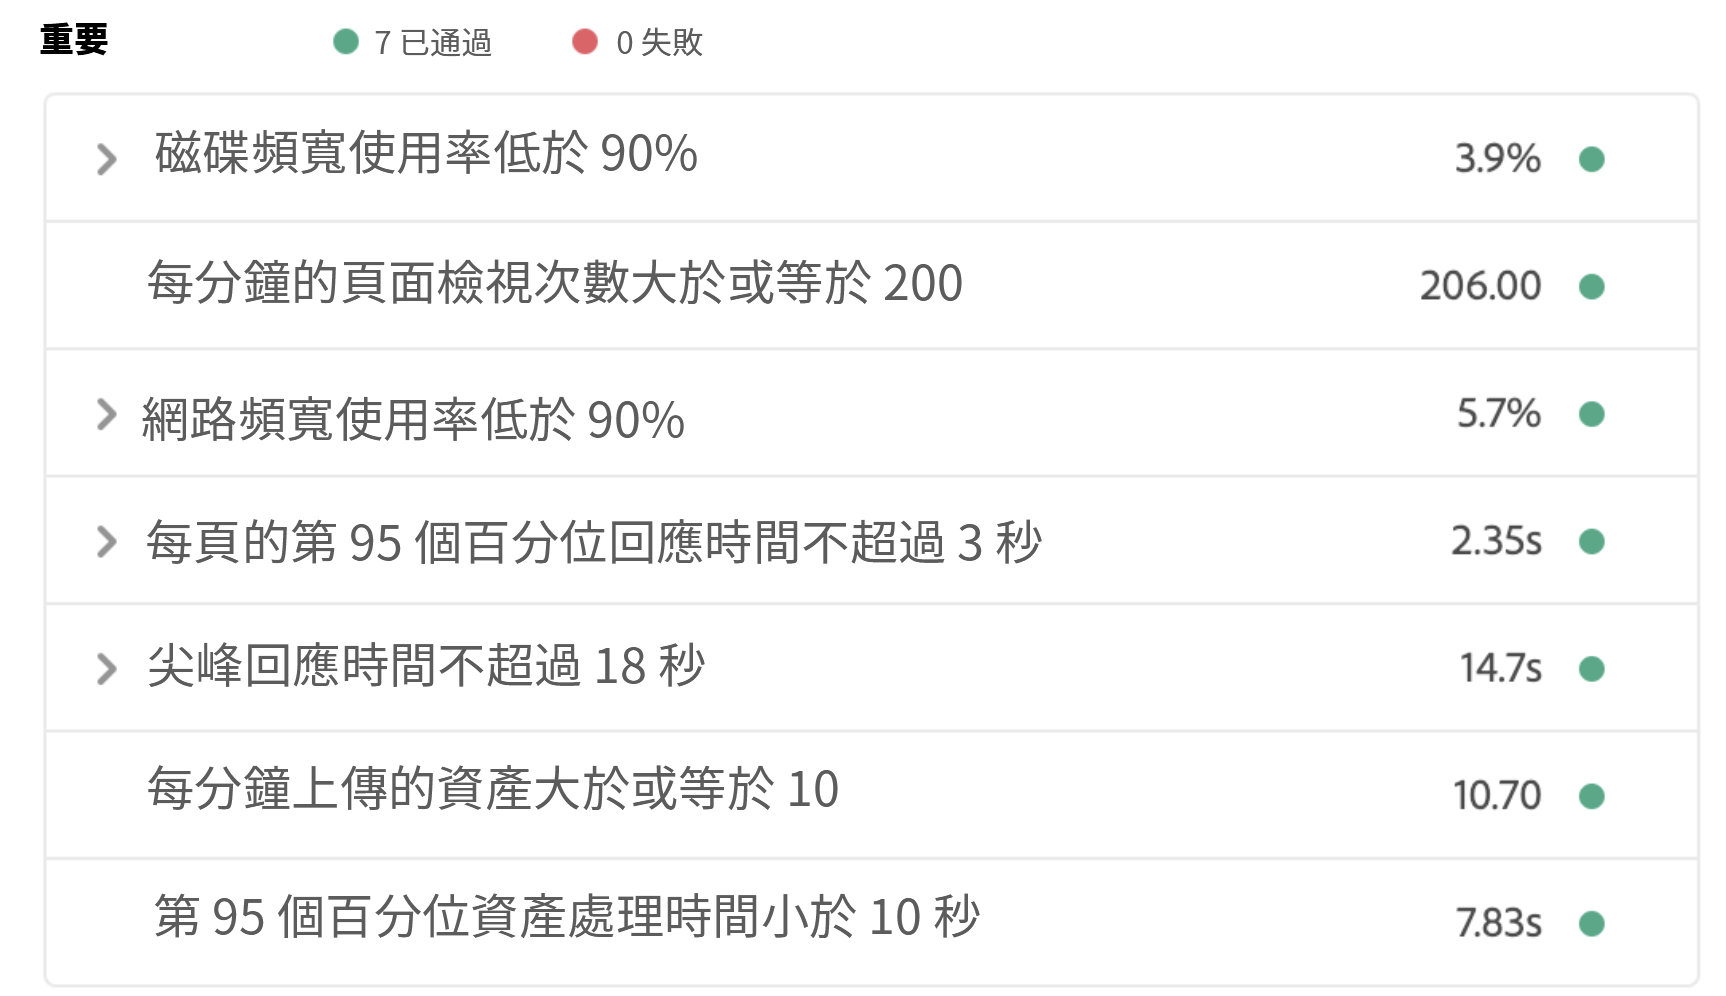 重要 7 已通過 0 失敗
磁碟頻寬使用率低於 90% 3.9%
每分鐘的頁面檢視次數大於或等於 200 206.00
網路頻寬使用率低於 90% 5.7%
每頁的第 95 個百分位回應時間不超過 3 秒 2.35s
尖峰回應時間不超過 18 秒 14.7s
每分鐘上傳的資產大於或等於 10 10.70
第 95 個百分位資產處理時間小於 10 秒 7.83s